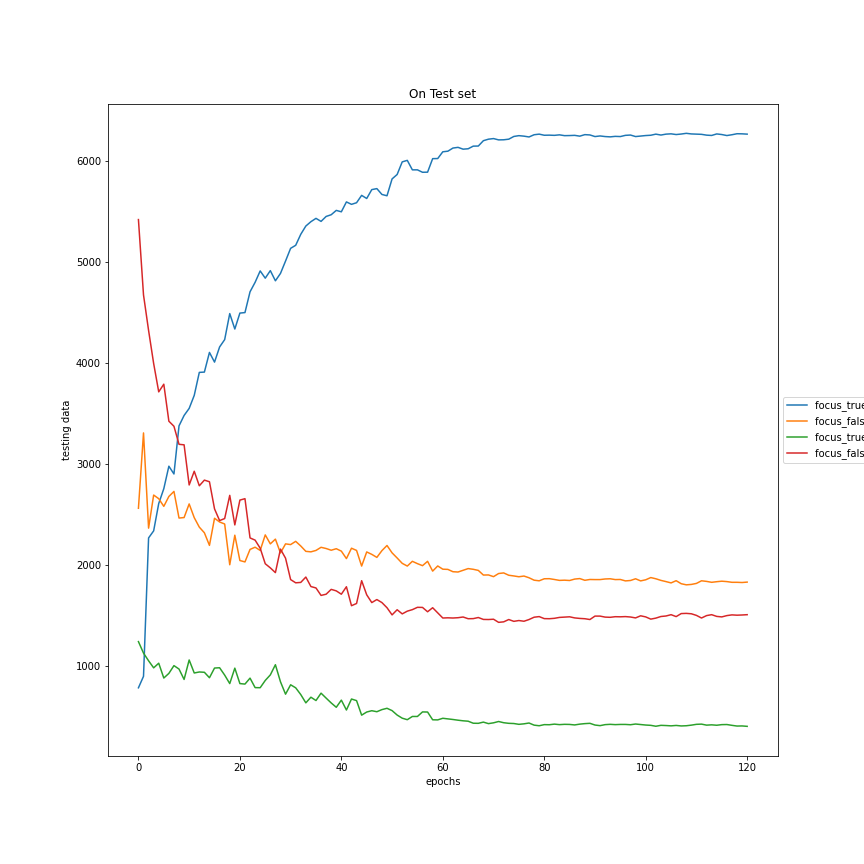 On Test set
6000
5000
4000
3000
2000
1000
testing data
0 20 40 60 80 100 120
epochs
focus_true
focus_fals
focus_true
focus_fals